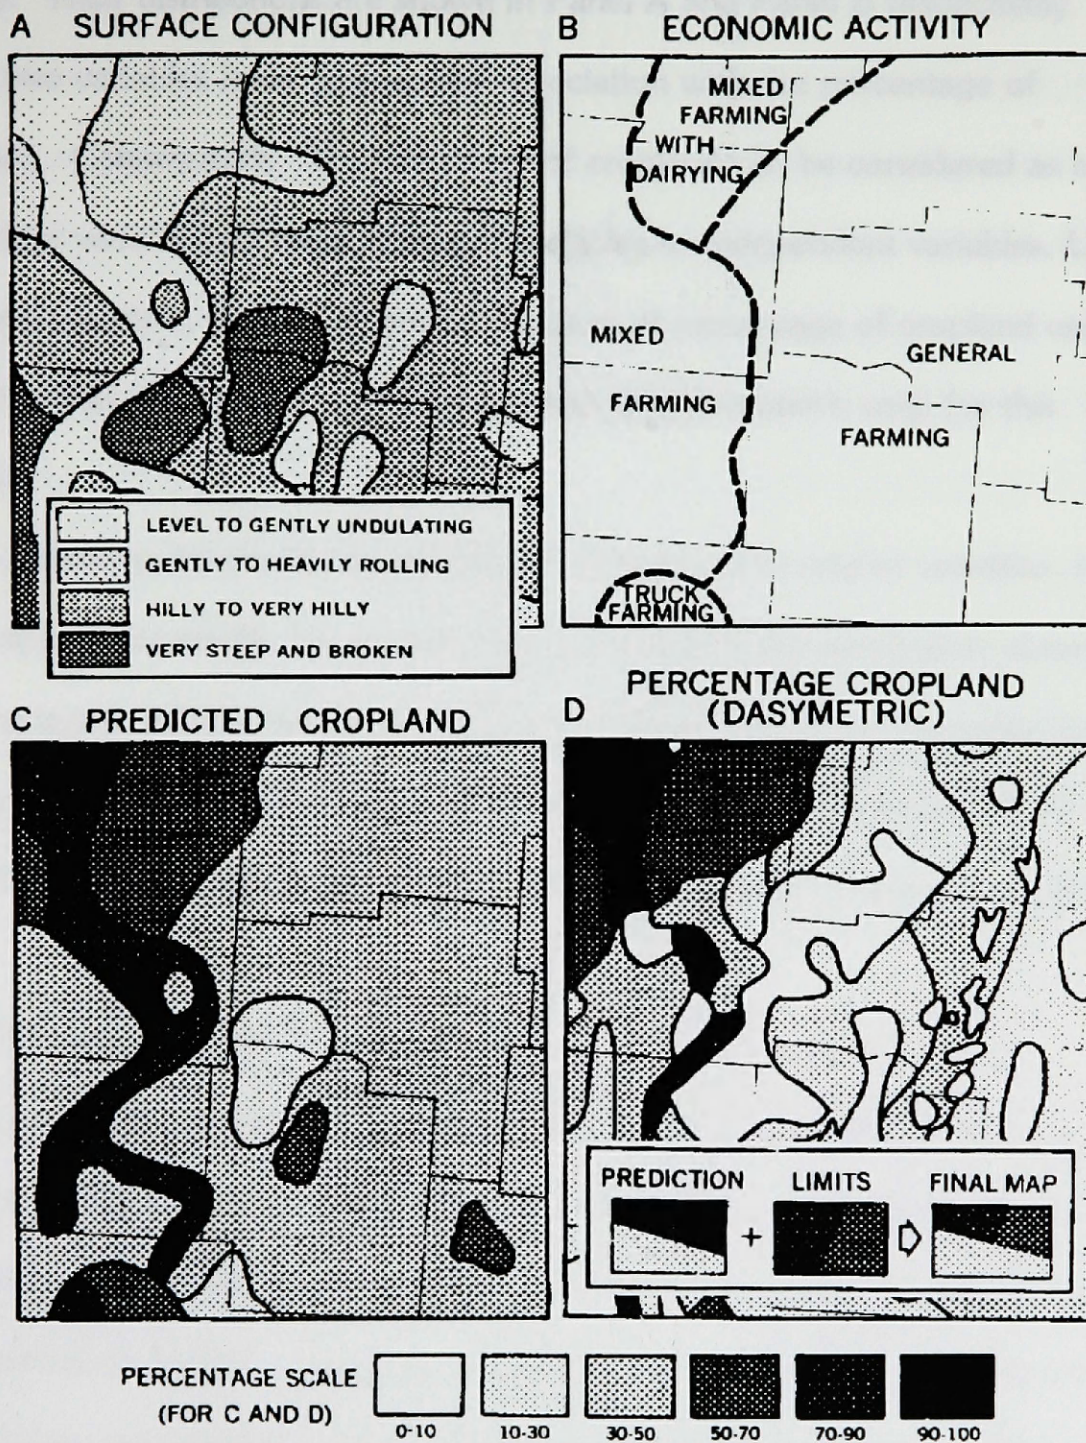 A SURFACE CONFIGURATION
LEVEL TO GENTLY UNDULATING
GENTLY TO HEAVILY ROLLING
HILLY TO VERY HILLY
VERY STEEP AND BROKEN
B ECONOMIC ACTIVITY
MIXED
FARMING
WITH
DAIRYING
MIXED
FARMING
GENERAL
FARMING
TRUCK
FARMING
C PREDICTED CROPLAND
D PERCENTAGE CROPLAND
(DASYMETRIC)
PREDICTION + LIMITS FINAL MAP
PERCENTAGE SCALE
(FOR C AND D)
0-10 10-30 30-50 50-70 70-90 90-100